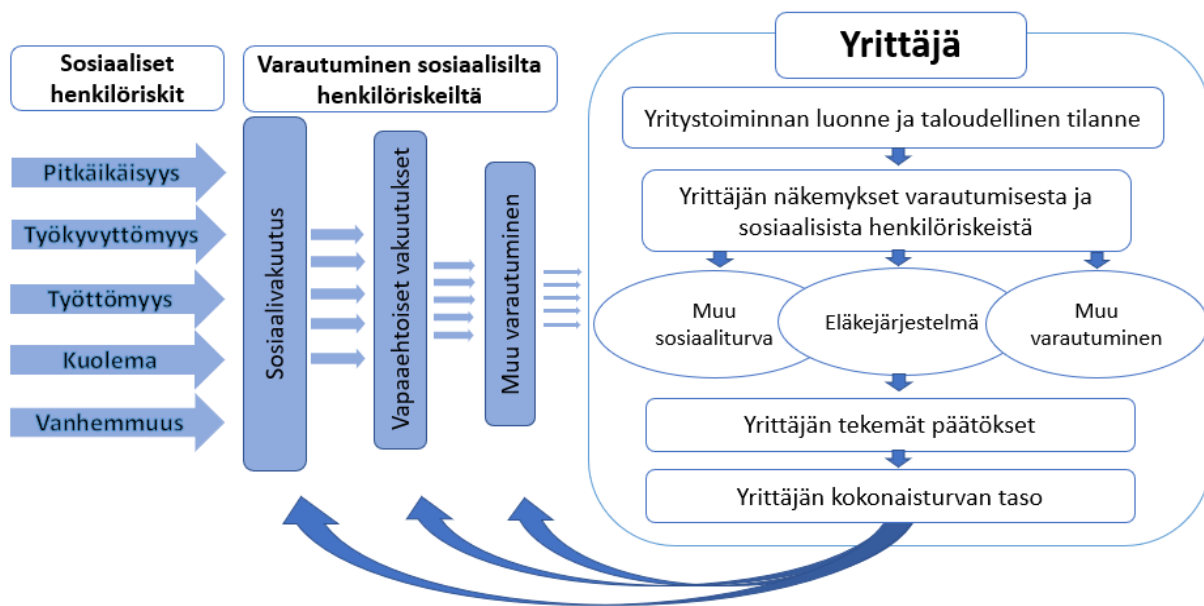 Sosiaaliset
henkilöriskit
Varautuminen sosiaalisilta
henkilöriskeiltä
Pitkäikäisyys
Työkyvyttömyys
Työttömyys
Kuolema
Vanhemmuus
Sosiaalivakuutus
Vapaaehtoiset vakuutukset
Muu varautuminen
Yrittäjä
Yritystoiminnan luonne ja taloudellinen tilanne
Yrittäjän näkemykset varautumisesta ja
sosiaalisista henkilöriskeistä
Muu
sosiaaliturva
Eläkejärjestelmä
Muu
varautuminen
Yrittäjän tekemät päätökset
Yrittäjän kokonaisturvan taso